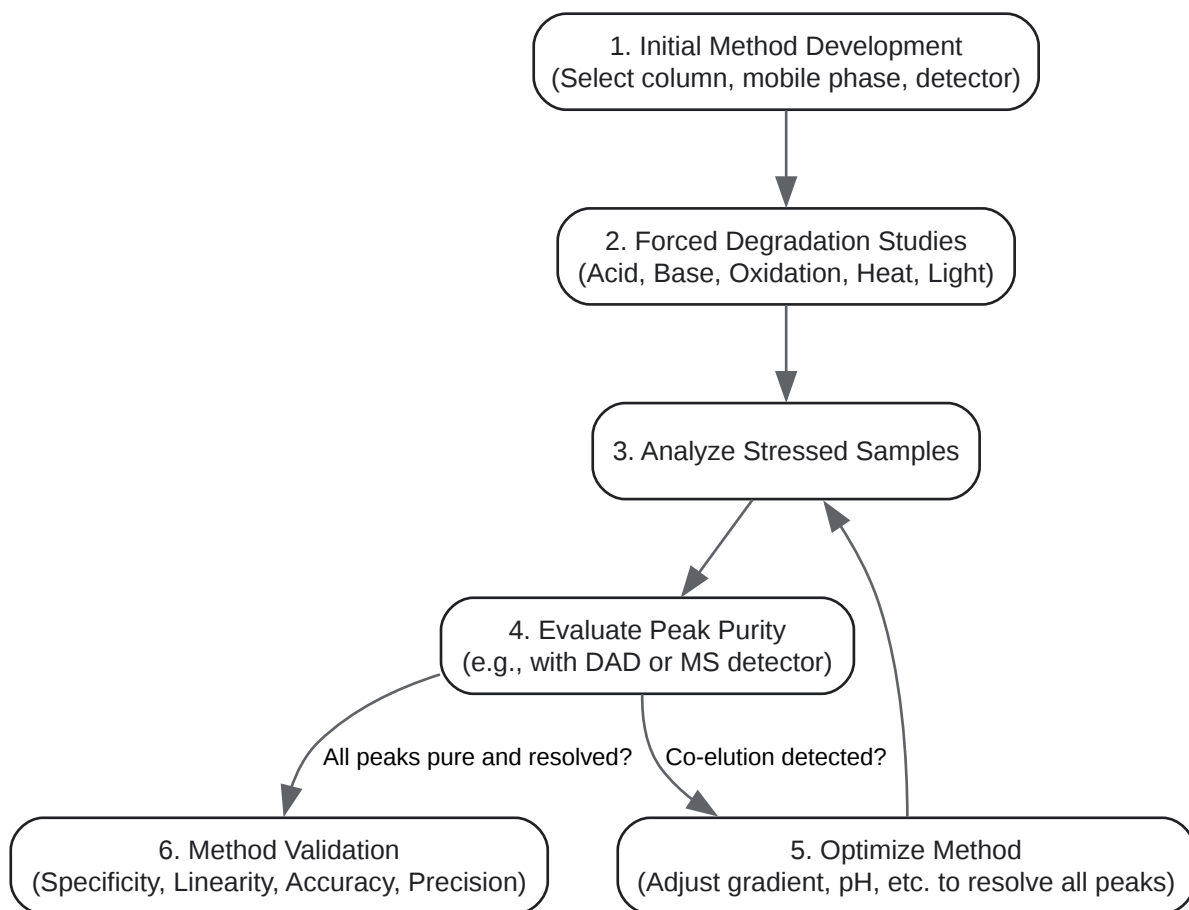 1. Initial Method Development
(Select column, mobile phase, detector)
2. Forced Degradation Studies
(Acid, Base, Oxidation, Heat, Light)
3. Analyze Stressed Samples
4. Evaluate Peak Purity
(e.g., with DAD or MS detector)
All peaks pure and resolved?
Co-elution detected?
6. Method Validation
(Specificity, Linearity, Accuracy, Precision)
5. Optimize Method
(Adjust gradient, pH, etc. to resolve all peaks)